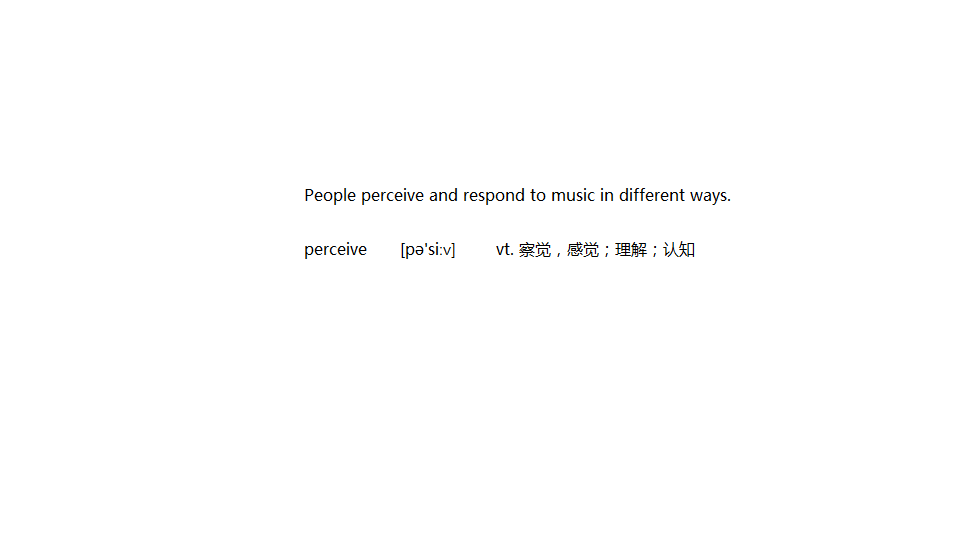 People perceive and respond to music in different ways.
perceive [pə'si:v] vt. 察觉，感觉；理解；认知